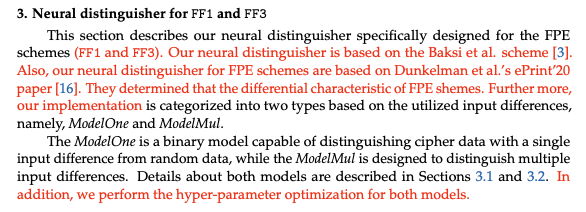 3. Neural distinguisher for FF1 and FF3
This section describes our neural distinguisher specifically designed for the FPE
schemes (FF1 and FF3). Our neural distinguisher is based on the Baksi et al. scheme [3].
Also, our neural distinguisher for FPE schemes are based on Dunkelman et al.'s ePrint'20
paper [16]. They determined that the differential characteristic of FPE shemes. Further more,
our implementation is categorized into two types based on the utilized input differences,
namely, ModelOne and ModelMul.
The ModelOne is a binary model capable of distinguishing cipher data with a single
input difference from random data, while the ModelMul is designed to distinguish multiple
input differences. Details about both models are described in Sections 3.1 and 3.2. In
addition, we perform the hyper-parameter optimization for both models.